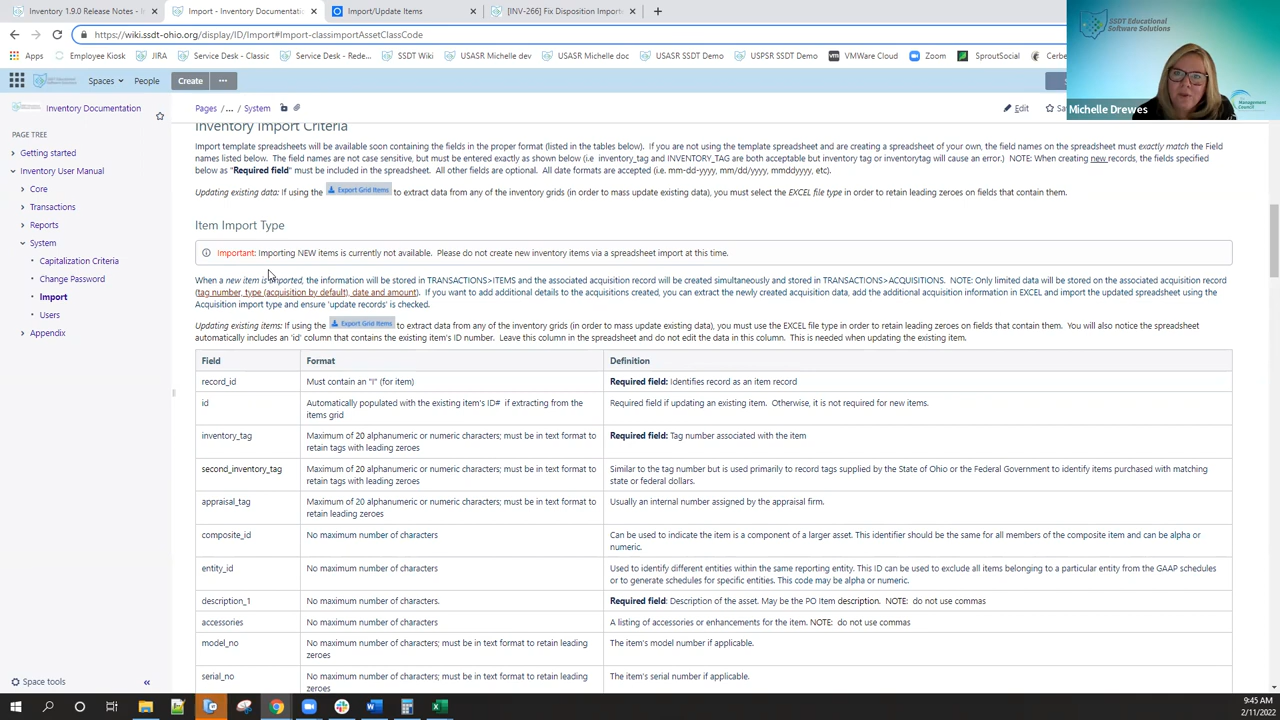 Inventory 1.9.0 Release Notes - I
Import - Inventory Documentatio
Import/Update Items
[INV-266] Fix Disposition Import
https://wiki.ssdt-ohio.org/display/ID/Import#Import-classimportAssetClassCode
Apps
Employee Kiosk
JIRA
Service Desk - Classic
Service Desk - Rede...
SSDT Wiki
USASR Michelle dev
USASR Michelle doc
USASR SSDT Demo
USPSR SSDT Demo
VMWare Cloud
Zoom
SproutSocial
Cerbe
SSDT Educational
Software Solutions
Management
Council
Michelle Drewes
Spaces
People
Create
Inventory Documentation
Pages /... / System
Edit
Sa
PAGE TREE
Getting started
Inventory User Manual
Core
Transactions
Reports
System
Capitalization Criteria
Change Password
Import
Users
Appendix
Space tools
Inventory Import Criteria
Import template spreadsheets will be available soon containing the fields in the proper format (listed in the tables below). If you are not using the template spreadsheet and are creating a spreadsheet of your own, the field names on the spreadsheet must exactly match the Field
names listed below. The field names are not case sensitive, but must be entered exactly as shown below (i.e inventory_tag and INVENTORY_TAG are both acceptable but inventory tag or inventorytag will cause an error.) NOTE: When creating new records, the fields specified
below as "Required field" must be included in the spreadsheet. All other fields are optional. All date formats are accepted (i.e. mm-dd-yyyy, mm/dd/yyyy, mmddyyyy, etc).
Updating existing data: If using the Export Grid Items to extract data from any of the inventory grids (in order to mass update existing data), you must select the EXCEL file type in order to retain leading zeroes on fields that contain them.
Item Import Type
Important: Importing NEW items is currently not available. Please do not create new inventory items via a spreadsheet import at this time.
When a new item is imported, the information will be stored in TRANSACTIONS>ITEMS and the associated acquisition record will be created simultaneously and stored in TRANSACTIONS>ACQUISITIONS. NOTE: Only limited data will be stored on the associated acquisition record
(tag number, type (acquisition by default), date and amount). If you want to add additional details to the acquisitions created, you can extract the newly created acquisition data, add the additional acquisition information in EXCEL and import the updated spreadsheet using the
Acquisition import type and ensure 'update records' is checked.
Updating existing items: If using the Export Grid Items to extract data from any of the inventory grids (in order to mass update existing data), you must use the EXCEL file type in order to retain leading zeroes on fields that contain them. You will also notice the spreadsheet
automatically includes an 'id' column that contains the existing item's ID number. Leave this column in the spreadsheet and do not edit the data in this column. This is needed when updating the existing item.
Field Format Definition
record_id Must contain an "I" (for item) Required field: Identifies record as an item record
id Automatically populated with the existing item's ID# if extracting from the Required field if updating an existing item. Otherwise, it is not required for new items.
items grid
inventory_tag Maximum of 20 alphanumeric or numeric characters; must be in text format to Required field: Tag number associated with the item
retain tags with leading zeroes
second_inventory_tag Maximum of 20 alphanumeric or numeric characters; must be in text format to Similar to the tag number but is used primarily to record tags supplied by the State of Ohio or the Federal Government to identify items purchased with matching
retain tags with leading zeroes state or federal dollars.
appraisal_tag Maximum of 20 alphanumeric or numeric characters; must be in text format to Usually an internal number assigned by the appraisal firm.
retain tags with leading zeroes
composite_id No maximum number of characters Can be used to indicate the item is a component of a larger asset. This identifier should be the same for all members of the composite item and can be alpha or
numeric.
entity_id No maximum number of characters Used to identify different entities within the same reporting entity. This ID can be used to exclude all items belonging to a particular entity from the GAAP schedules
or to generate schedules for specific entities. This code may be alpha or numeric.
description_1 No maximum number of characters. Required field: Description of the asset. May be the PO Item description. NOTE: do not use commas
accessories No maximum number of characters A listing of accessories or enhancements for the item. NOTE: do not use commas
model_no No maximum number of characters; must be in text format to retain leading The item's model number if applicable.
zeroes
serial_no No maximum number of characters; must be in text format to retain leading The item's serial number if applicable.
zeroes
9:45 AM
2/11/2022